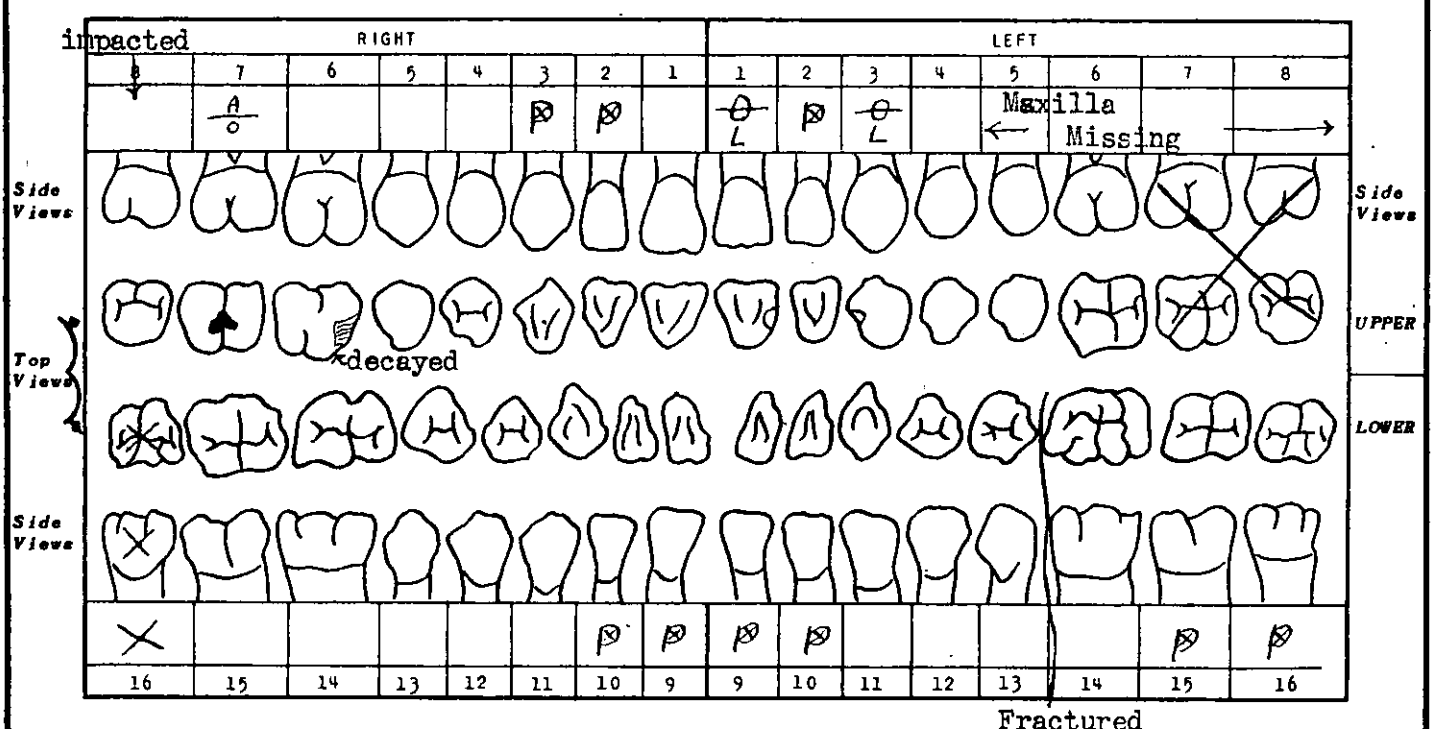 impacted
RIGHT LEFT
8 7 6 5 4 3 2 1 1 2 3 4 5 6 7 8
A
O
L
L
Maxilla
Missing
Side
Views
Side
Views
UPPER
Top
Views
decayed
LOWER
Side
Views
16 15 14 13 12 11 10 9 9 10 11 12 13 14 15 16
Fractured